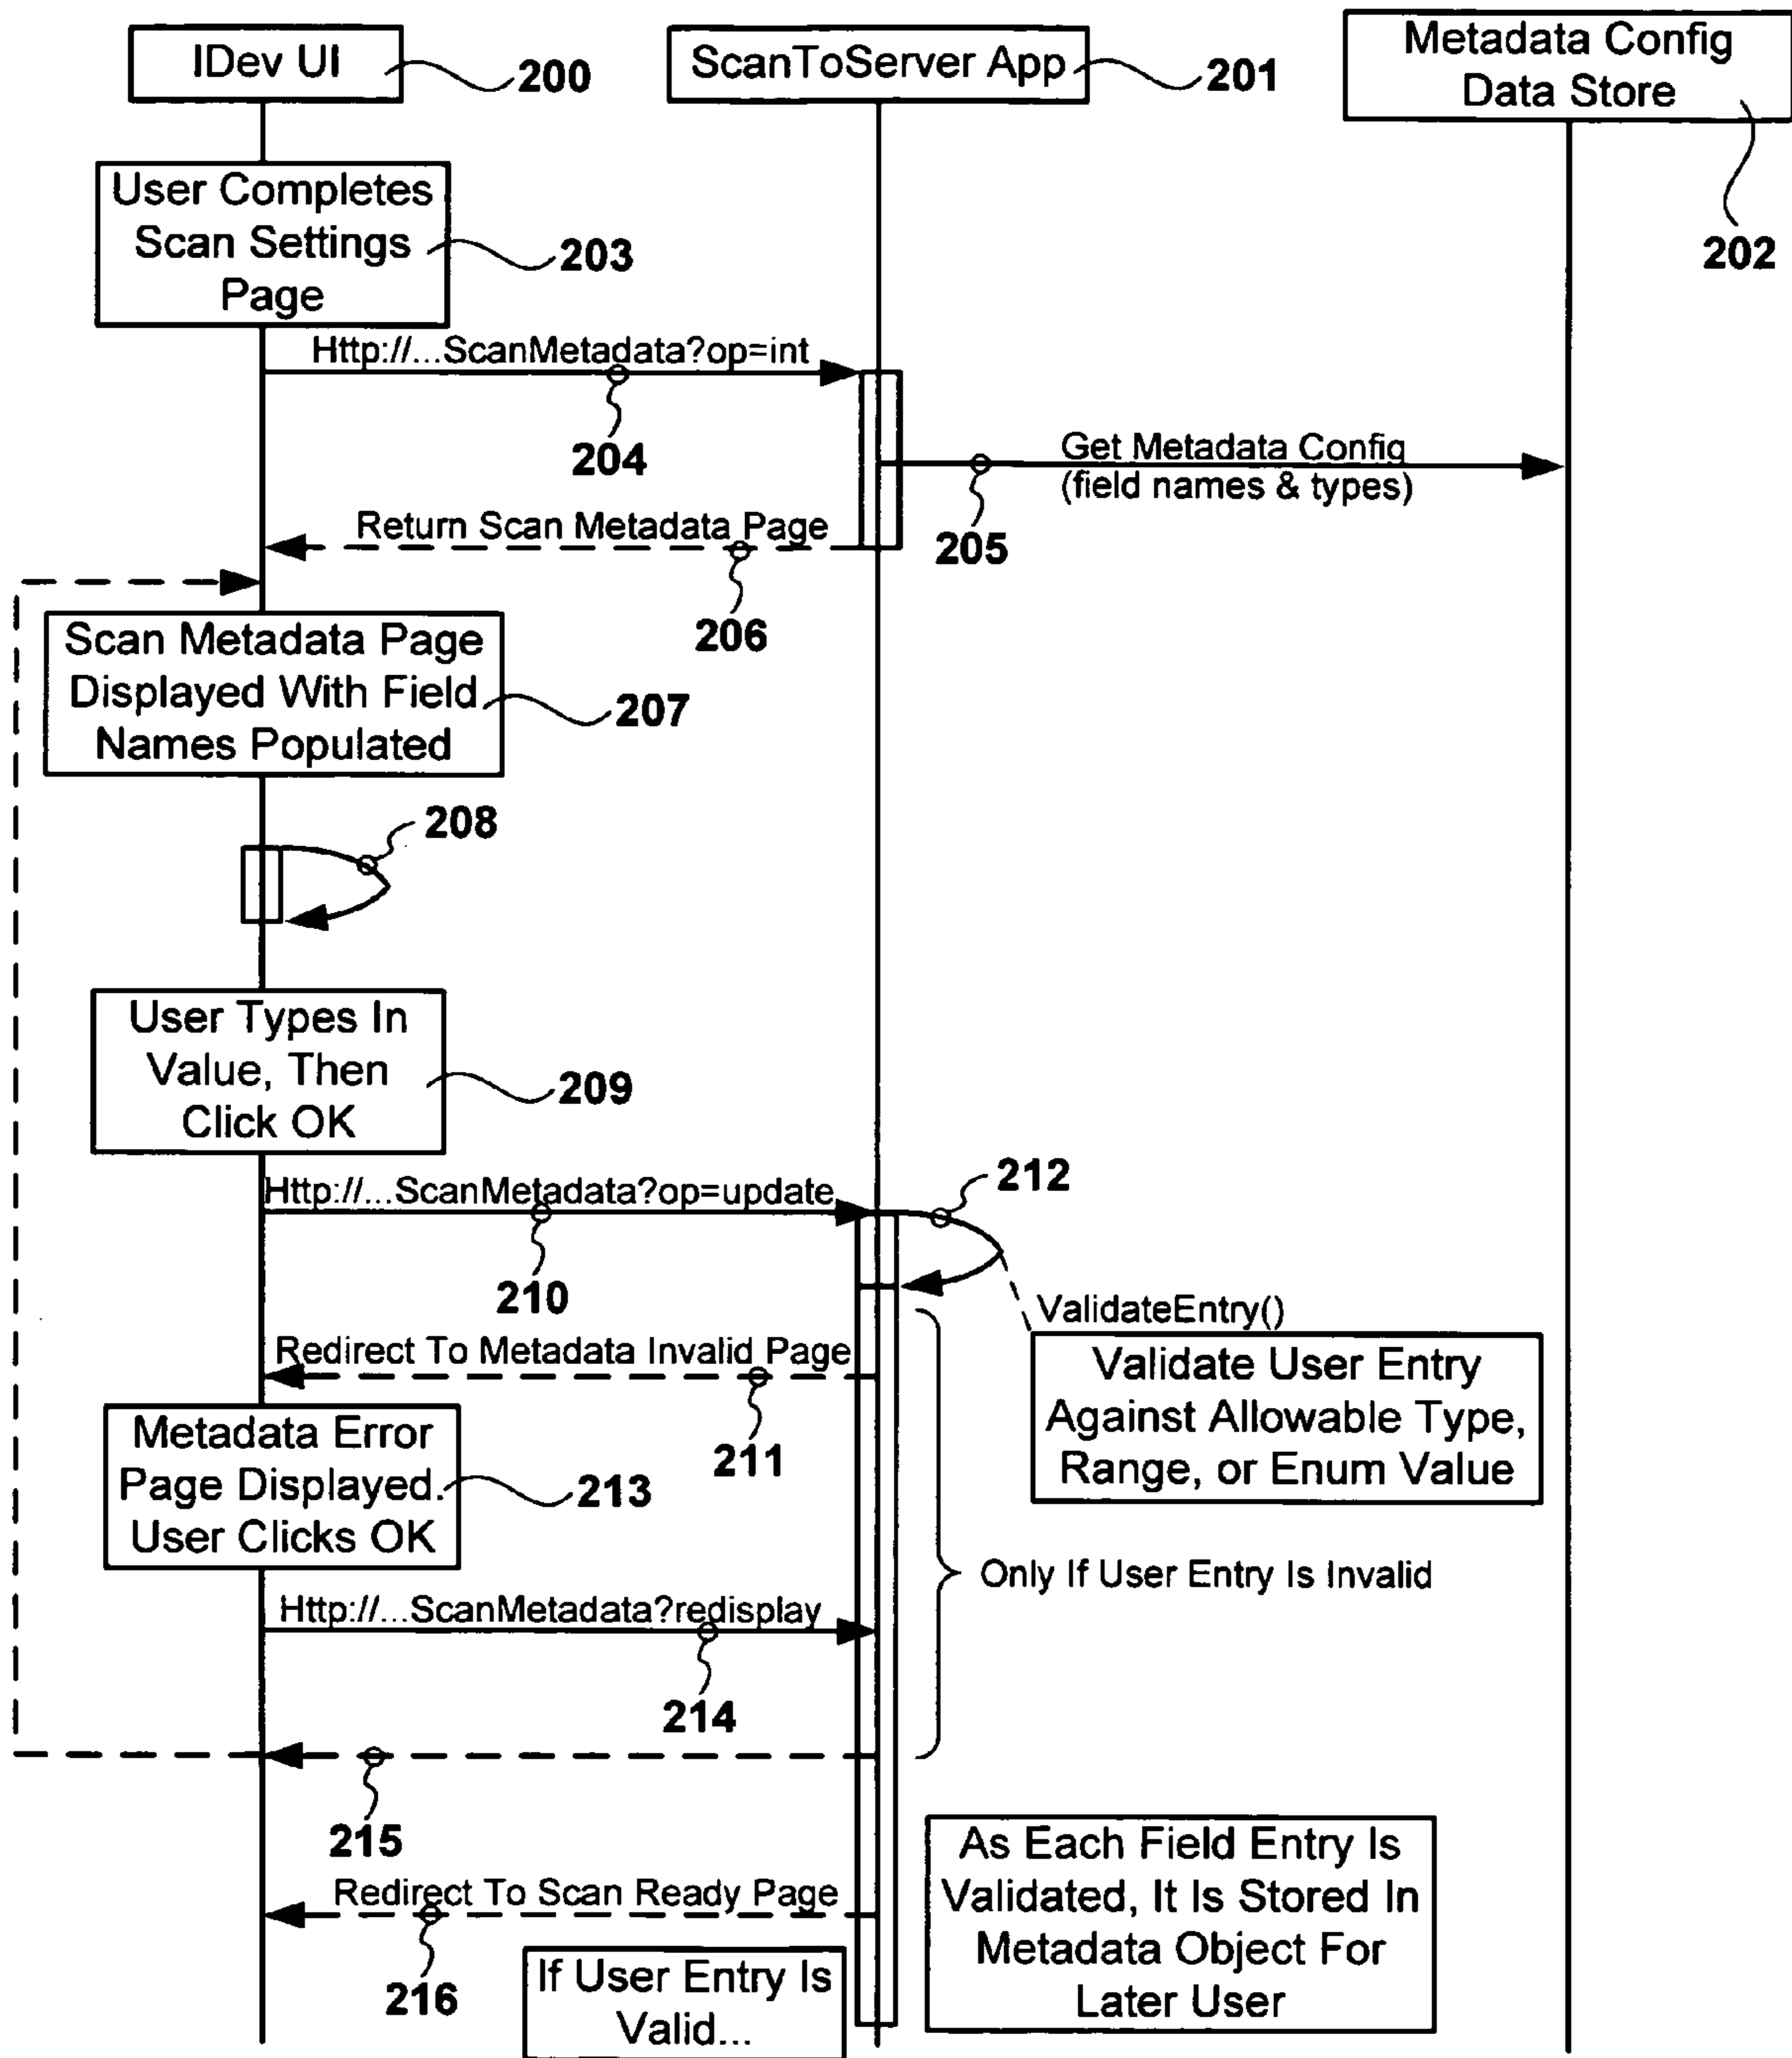 IDev UI
200
ScanToServer App
201
Metadata Config
Data Store
202
User Completes
Scan Settings
Page
203
Http://...ScanMetadata?op=int
204
Get Metadata Config
(field names & types)
205
Return Scan Metadata Page
206
Scan Metadata Page
Displayed With Field
Names Populated
207
208
User Types In
Value, Then
Click OK
209
Http://...ScanMetadata?op=update
210
212
ValidateEntry()
Validate User Entry
Against Allowable Type,
Range, or Enum Value
Redirect To Metadata Invalid Page
211
Metadata Error
Page Displayed.
User Clicks OK
213
Only If User Entry Is Invalid
Http://...ScanMetadata?redisplay
214
215
As Each Field Entry Is
Validated, It Is Stored In
Metadata Object For
Later User
Redirect To Scan Ready Page
216
If User Entry Is
Valid...